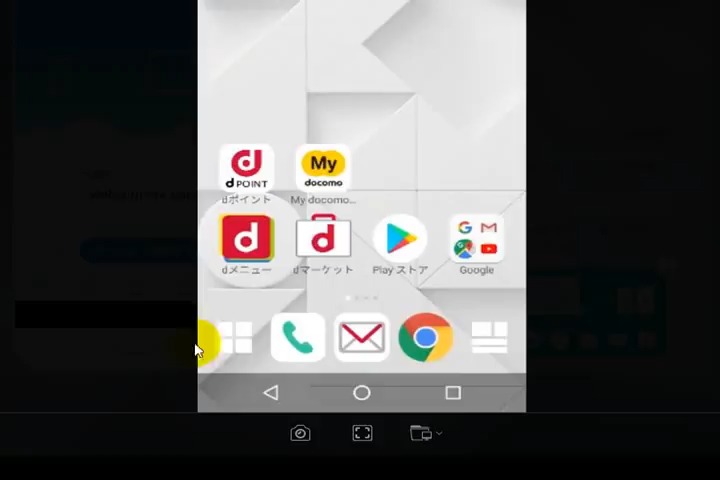 d POINT
My docomo
dポイント
My docomo...
d
d
dメニュー
dマーケット
Play ストア
Google